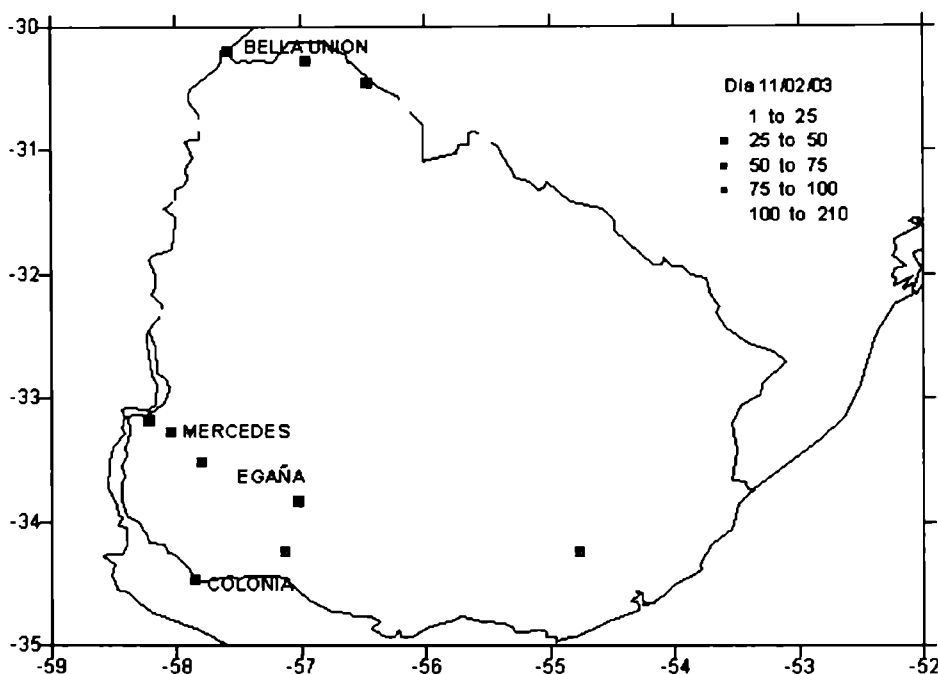 -30
BELLA UNION
Dia 11/02/03
1 to 25
-31
25 to 50
50 to 75
75 to 100
100 to 210
-32
-33
MERCEDES
EGAÑA
-34
COLONIA
-35
-59 -58 -57 -56 -55 -54 -53 -52